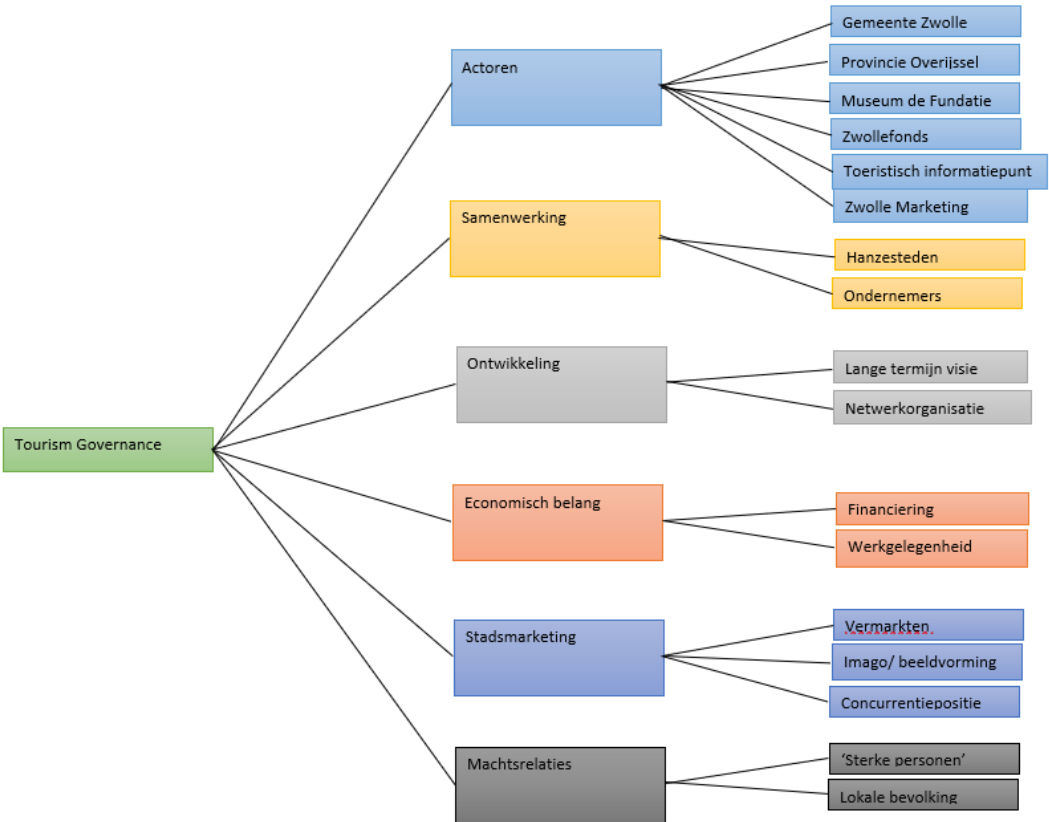 Tourism Governance
Actoren
Gemeente Zwolle
Provincie Overijssel
Museum de Fundatie
Zwollefonds
Toeristisch informatiepunt
Zwolle Marketing
Samenwerking
Hanzesteden
Ondernemers
Ontwikkeling
Lange termijn visie
Netwerkorganisatie
Economisch belang
Financiering
Werkgelegenheid
Stadsmarketing
Vermarkten
Imago/ beeldvorming
Concurrentiepositie
Machtsrelaties
‘Sterke personen’
Lokale bevolking